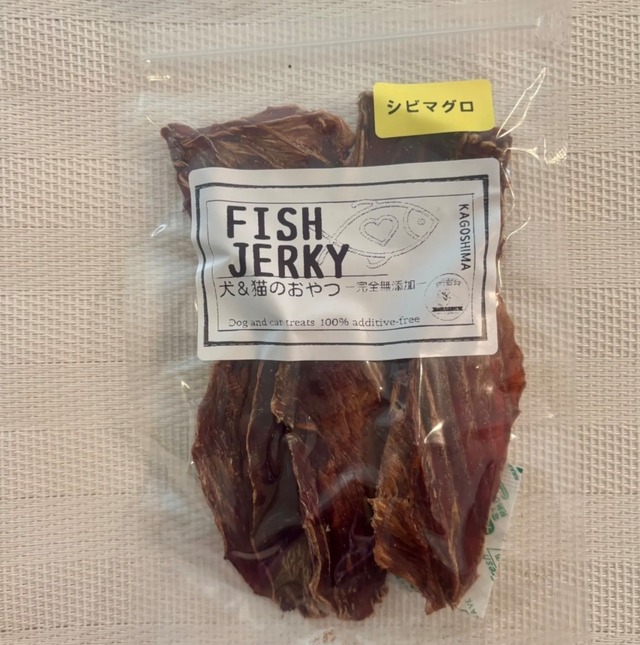 シビマグロ
FISH
JERKY
KAGOSHIMA
犬&猫のおやつ ー完全無添加ー
Dog and cat treats 100% additive-free